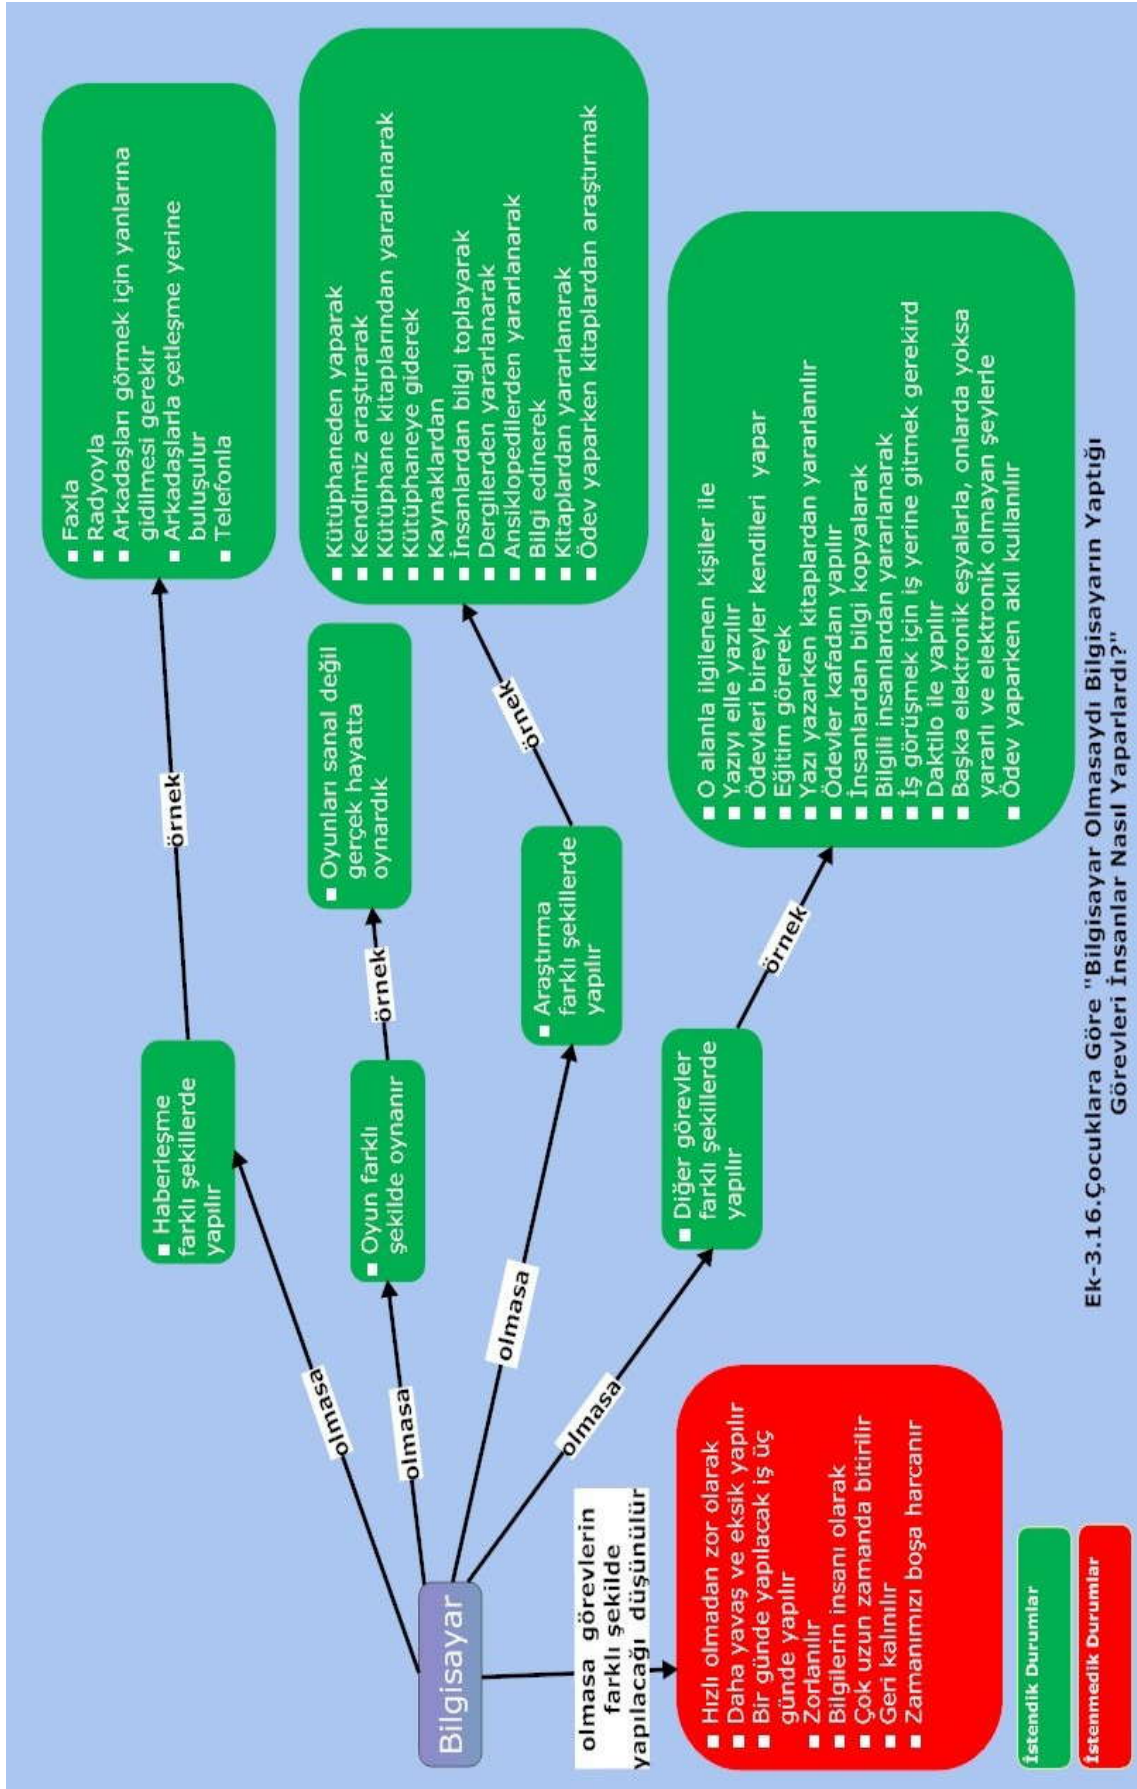 Bilgisayar
olmasa
olmasa
olmasa
olmasa
olmasa görevlerin
farklı şekilde
yapılacağı düşünülür
Haberleşme
farklı şekillerde
yapılır
örnek
Faxla
Radyoyla
Arkadaşları görmek için yanlarına
gidilmesi gerekir
Arkadaşlarla çetleşme yerine
buluşulur
Telefonla
Oyun farklı
şekilde oynanır
örnek
Oyunları sanal değil
gerçek hayatta
oynardık
Araştırma
farklı şekillerde
yapılır
örnek
Kütüphaneden yaparak
Kendimiz araştırarak
Kütüphane kitaplarından yararlanarak
Kütüphaneye giderek
Kaynaklardan
İnsanlardan bilgi toplayarak
Dergilerden yararlanarak
Ansiklopedilerden yararlanarak
Bilgi edinerek
Kitaplardan yararlanarak
Ödev yaparken kitaplardan araştırmak
Diğer görevler
farklı şekillerde
yapılır
örnek
O alanla ilgilenen kişiler ile
Yazıyı elle yazılır
Ödevleri bireyler kendileri yapar
Eğitim görerek
Yazı yazarken kitaplardan yararlanılır
Ödevler kafadan yapılır
İnsanlardan bilgi kopyalarak
Bilgili insanlardan yararlanarak
İş görüşmek için iş yerine gitmek gerekird
Daktilo ile yapılır
Başka elektronik eşyalarla, onlarda yoksa
yararlı ve elektronik olmayan şeylerle
Ödev yaparken akıl kullanılır
Hızlı olmadan zor olarak
Daha yavaş ve eksik yapılır
Bir günde yapılacak iş üç
günde yapılır
Zorlanılır
Bilgilerin insanı olarak
Çok uzun zamanda bitirilir
Geri kalınılır
Zamanımızı boşa harcanır
İstendik Durumlar
İstenmedik Durumlar
Ek-3.16.Çocuklara Göre "Bilgisayar Olmasaydı Bilgisayarın Yaptığı
Görevleri İnsanlar Nasıl Yaparlardı?"